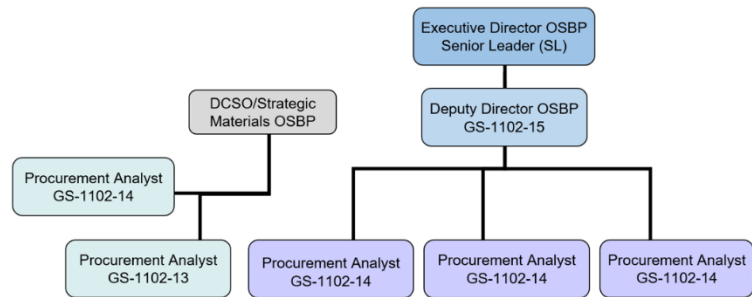 Executive Director OSBP
Senior Leader (SL)
DCSO/Strategic
Materials OSBP
Deputy Director OSBP
GS-1102-15
Procurement Analyst
GS-1102-14
Procurement Analyst
GS-1102-13
Procurement Analyst
GS-1102-14
Procurement Analyst
GS-1102-14
Procurement Analyst
GS-1102-14